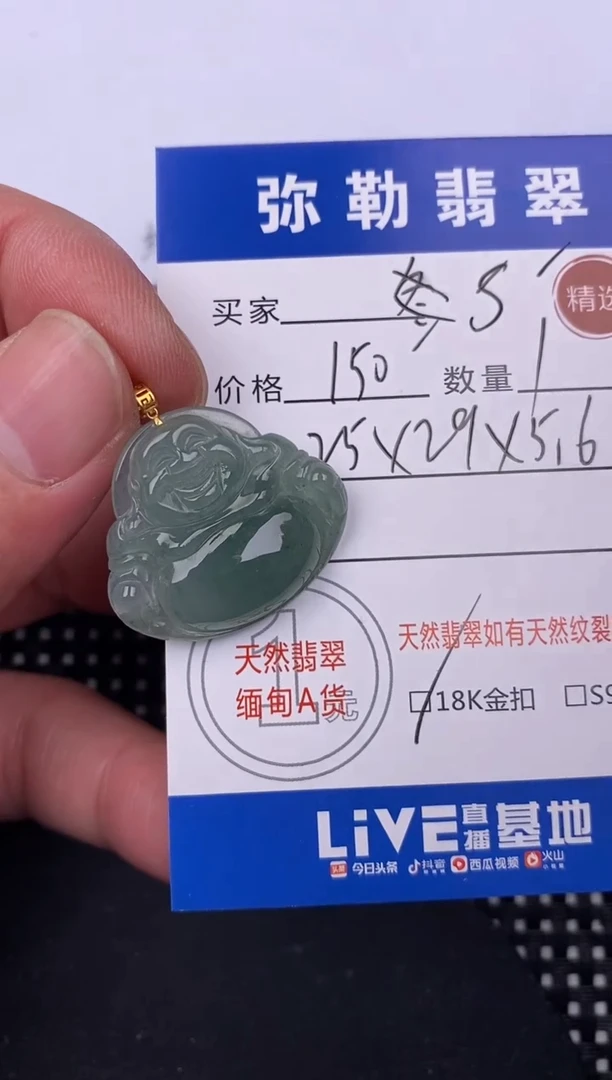 弥勒翡翠
买家 S
精选
价格 150 数量 1
25X29X5.6
天然翡翠
缅甸A货
1元
天然翡翠如有天然纹裂
□18K金扣 □S9
LiVE直播基地
今日头条 抖音 西瓜视频 火山